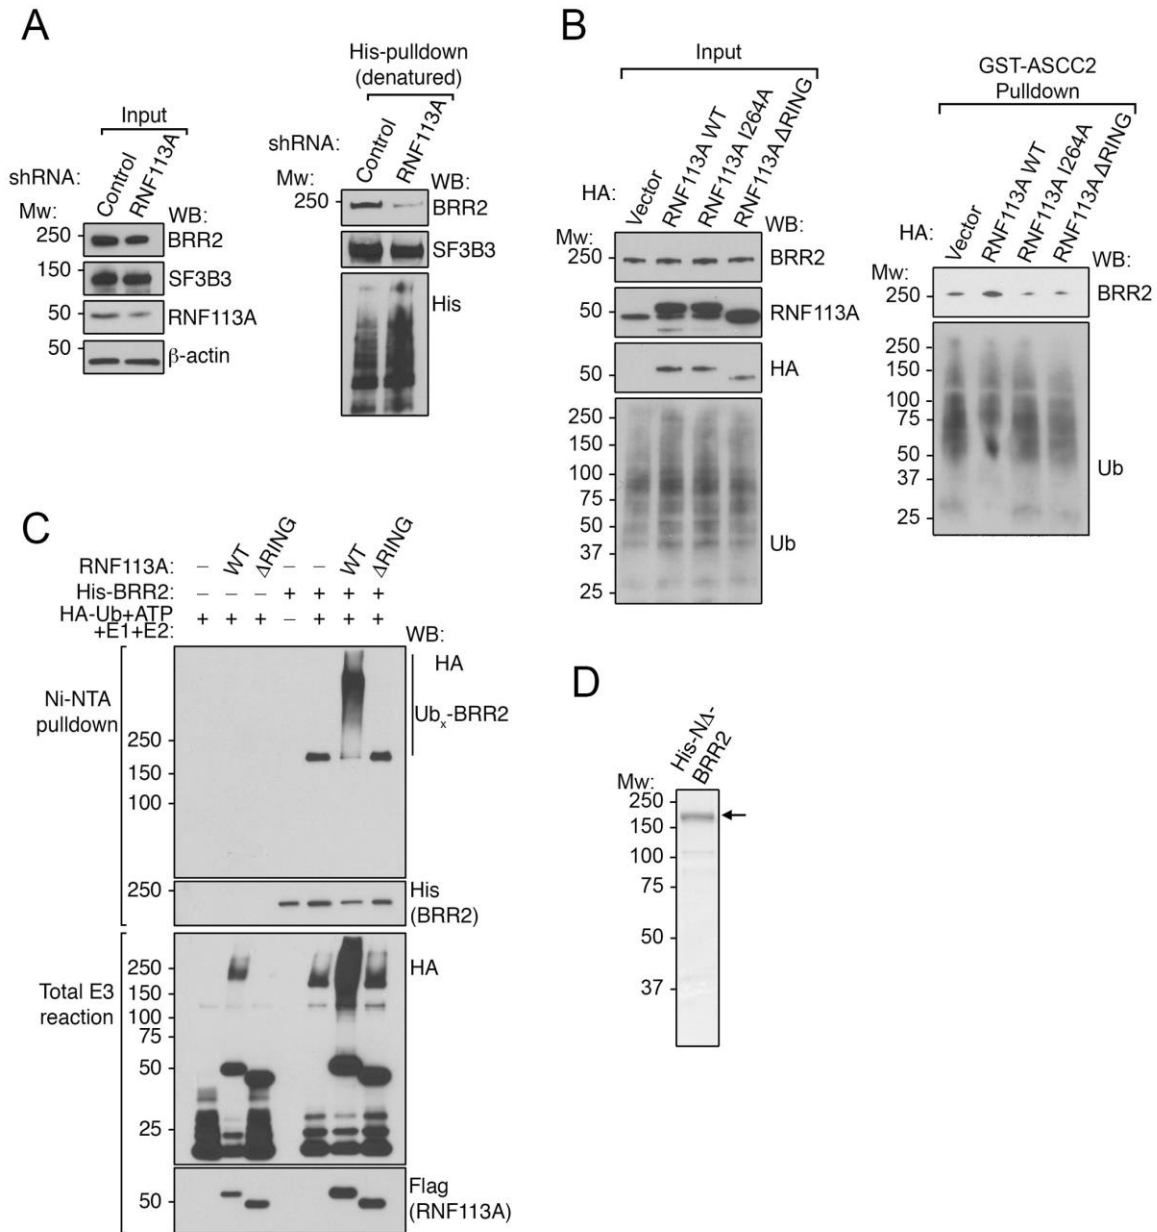 A
Input
shRNA:
Control
RNF113A
Mw:
WB:
250
BRR2
150
SF3B3
50
RNF113A
50
β-actin
His-pulldown
(denatured)
shRNA:
Control
RNF113A
Mw:
WB:
250
BRR2
SF3B3
His
B
Input
HA:
Vector
RNF113A WT
RNF113A I264A
RNF113A ΔRING
Mw:
WB:
250
BRR2
50
RNF113A
50
HA
250
150
100
75
50
37
25
Ub
GST-ASCC2
Pulldown
HA:
Vector
RNF113A WT
RNF113A I264A
RNF113A ΔRING
Mw:
WB:
250
BRR2
250
150
100
75
50
37
25
Ub
C
RNF113A: – WT ΔRING – – WT ΔRING
His-BRR2: – – – + + + +
HA-Ub+ATP + + + – + + +
+E1+E2:
WB:
Ni-NTA
pulldown
HA
Ubx-BRR2
250
150
100
250
His
(BRR2)
Total E3
reaction
HA
250
150
100
75
50
25
50
Flag
(RNF113A)
D
His-NΔ-
BRR2
Mw:
250
150
100
75
50
37